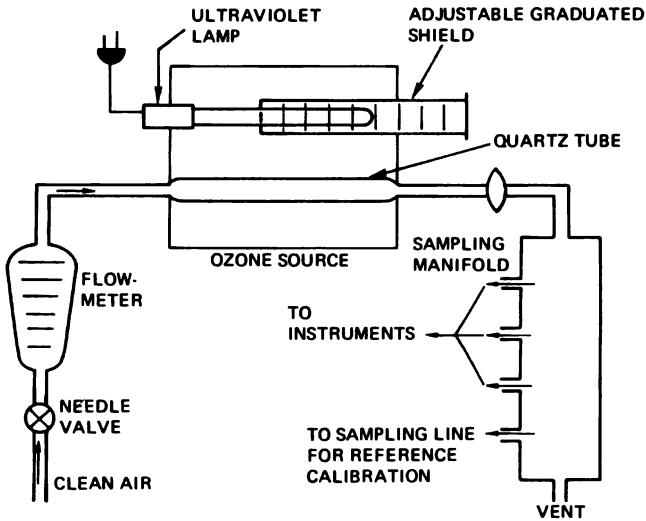 ULTRAVIOLET
LAMP
ADJUSTABLE GRADUATED
SHIELD
QUARTZ TUBE
OZONE SOURCE
SAMPLING
MANIFOLD
FLOW-
METER
TO
INSTRUMENTS
NEEDLE
VALVE
TO SAMPLING LINE
FOR REFERENCE
CALIBRATION
CLEAN AIR
VENT